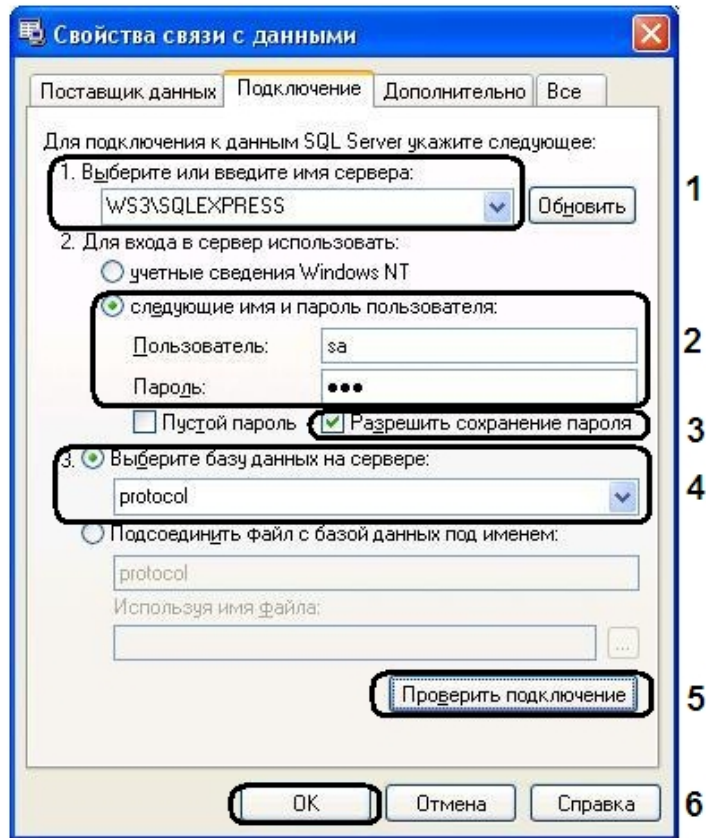 Свойства связи с данными
Поставщик данных Подключение Дополнительно Все
Для подключения к данным SQL Server укажите следующее:
1. Выберите или введите имя сервера:
1
WS3\SQLEXPRESS Обновить
2. Для входа в сервер использовать:
учетные сведения Windows NT
следующие имя и пароль пользователя:
2
Пользователь: sa
Пароль: •••
Пустой пароль Разрешить сохранение пароля 3
3. Выберите базу данных на сервере:
4
protocol
Подсоединить файл с базой данных под именем:
protocol
Используя имя файла:
...
Проверить подключение 5
OK Отмена Справка 6